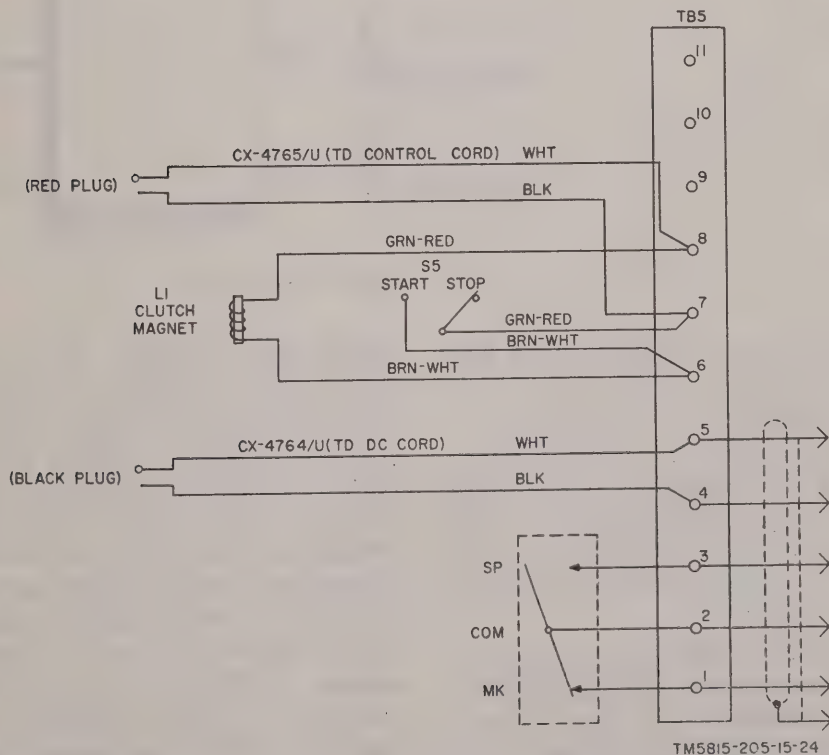 TB5
11
10
CX-4765/U (TD CONTROL CORD) WHT
(RED PLUG)
9
BLK
GRN-RED
8
S5
START STOP
L1
CLUTCH
MAGNET
7
GRN-RED
BRN-WHT
BRN-WHT
6
5
CX-4764/U(TD DC CORD) WHT
(BLACK PLUG)
BLK
4
SP
3
COM
2
MK
1
TM5815-205-15-24